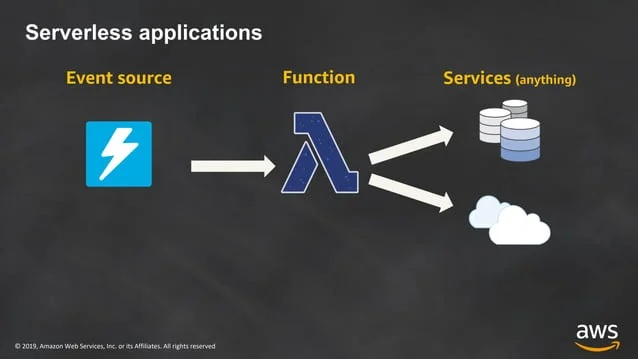 Serverless applications
Event source
Function
Services (anything)
© 2019, Amazon Web Services, Inc. or its Affiliates. All rights reserved
aws